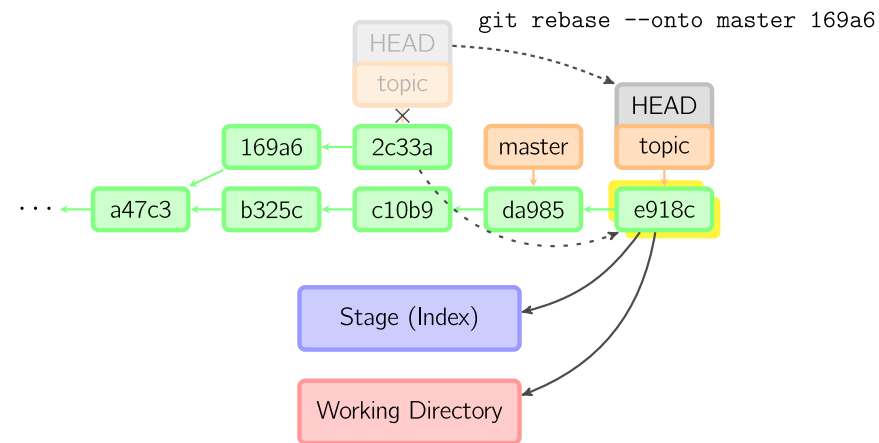 git rebase --onto master 169a6
HEAD
topic
HEAD
topic
169a6
2c33a
master
... a47c3
b325c
c10b9
da985
e918c
Stage (Index)
Working Directory